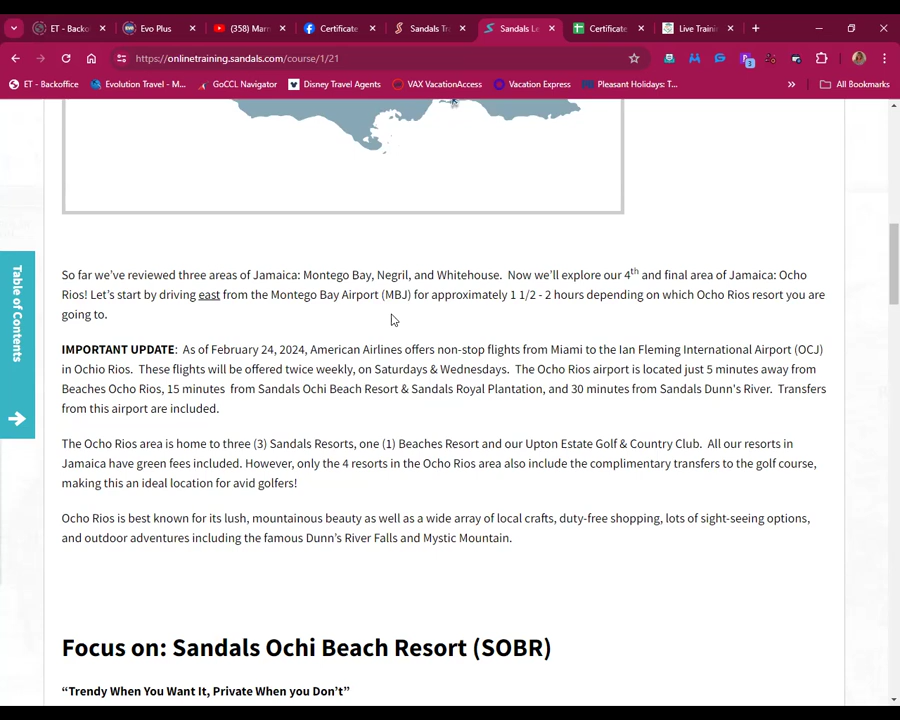 ET - Backo
Evo Plus
(358) Marr
Certificate
Sandals Tr
Sandals Le
Certificate
Live Trainin
https://onlinetraining.sandals.com/course/1/21
ET - Backoffice
Evolution Travel - M...
GoCCL Navigator
Disney Travel Agents
VAX VacationAccess
Vacation Express
Pleasant Holidays: T...
»
All Bookmarks
Table of Contents
So far we've reviewed three areas of Jamaica: Montego Bay, Negril, and Whitehouse. Now we'll explore our 4th and final area of Jamaica: Ocho
Rios! Let's start by driving east from the Montego Bay Airport (MBJ) for approximately 1 1/2 - 2 hours depending on which Ocho Rios resort you are
going to.
IMPORTANT UPDATE: As of February 24, 2024, American Airlines offers non-stop flights from Miami to the Ian Fleming International Airport (OCJ)
in Ochio Rios. These flights will be offered twice weekly, on Saturdays & Wednesdays. The Ocho Rios airport is located just 5 minutes away from
Beaches Ocho Rios, 15 minutes from Sandals Ochi Beach Resort & Sandals Royal Plantation, and 30 minutes from Sandals Dunn's River. Transfers
from this airport are included.
The Ocho Rios area is home to three (3) Sandals Resorts, one (1) Beaches Resort and our Upton Estate Golf & Country Club. All our resorts in
Jamaica have green fees included. However, only the 4 resorts in the Ocho Rios area also include the complimentary transfers to the golf course,
making this an ideal location for avid golfers!
Ocho Rios is best known for its lush, mountainous beauty as well as a wide array of local crafts, duty-free shopping, lots of sight-seeing options,
and outdoor adventures including the famous Dunn's River Falls and Mystic Mountain.
Focus on: Sandals Ochi Beach Resort (SOBR)
“Trendy When You Want It, Private When you Don't”